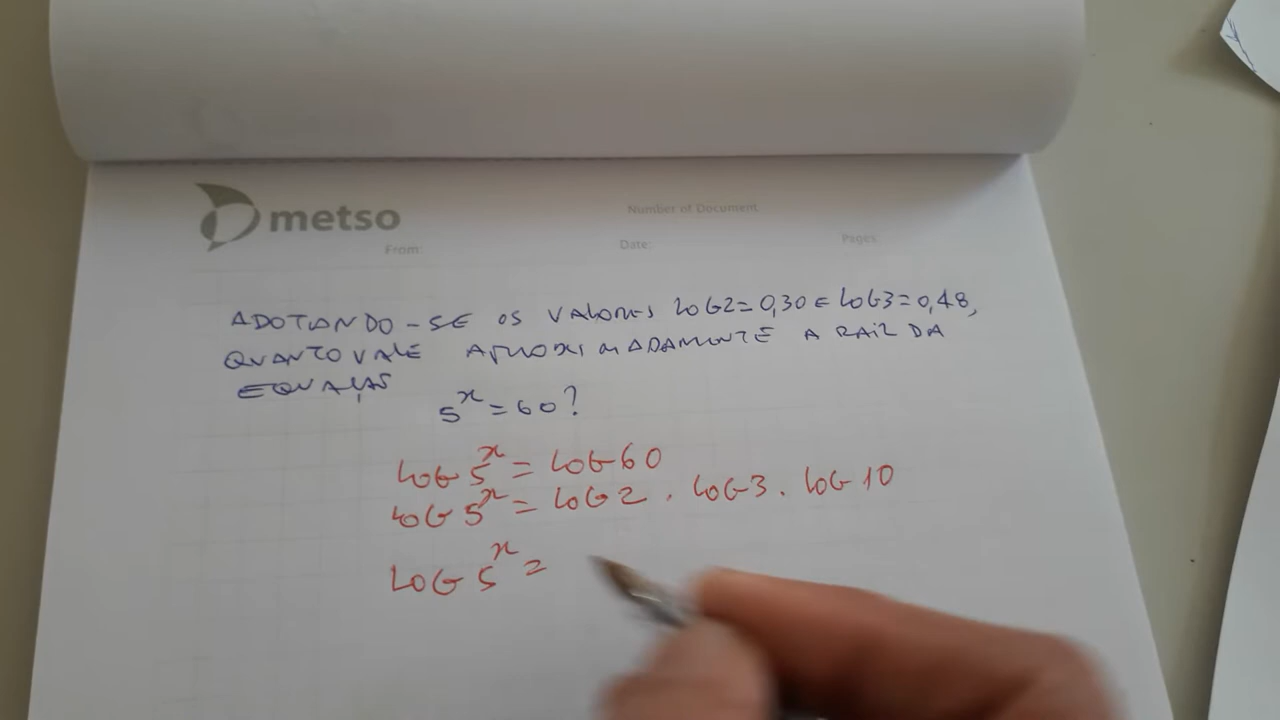 metso
Number of Document
From:
Date:
Pages:
ADOTANDO-SE OS VALORES LOG2=0,30 E LOG3=0,48,
QUANTO VALE APROXIMADAMENTE A RAIZ DA
EQUAÇÃO
5^x=60?
LOG 5^x = LOG 60
LOG 5^x = LOG 2 . LOG 3 . LOG 10
LOG 5^x =